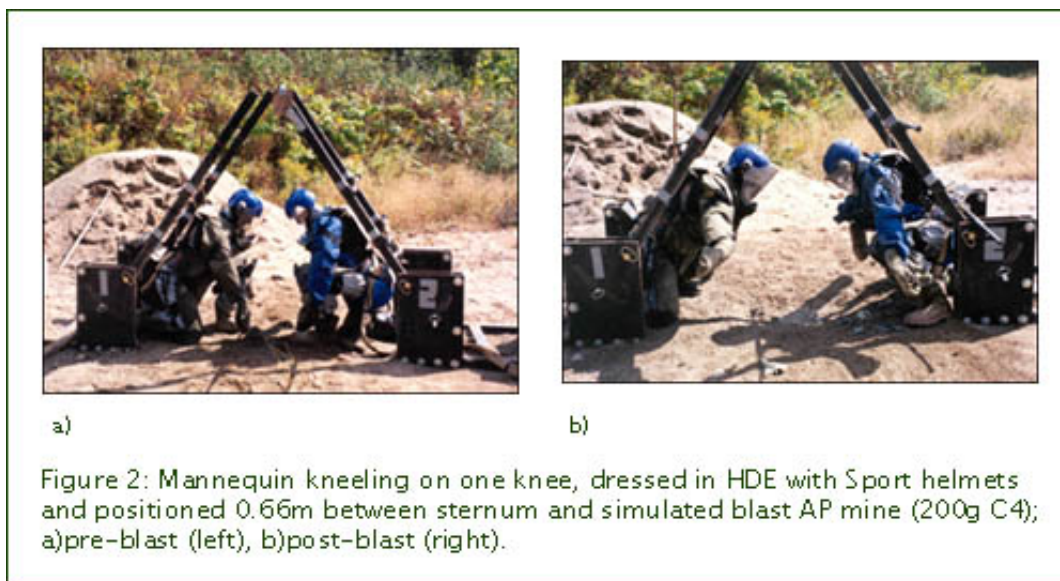 1
2
1
2
a)
b)
Figure 2: Mannequin kneeling on one knee, dressed in HDE with Sport helmets
and positioned 0.66m between sternum and simulated blast AP mine (200g C4);
a)pre-blast (left), b)post-blast (right).